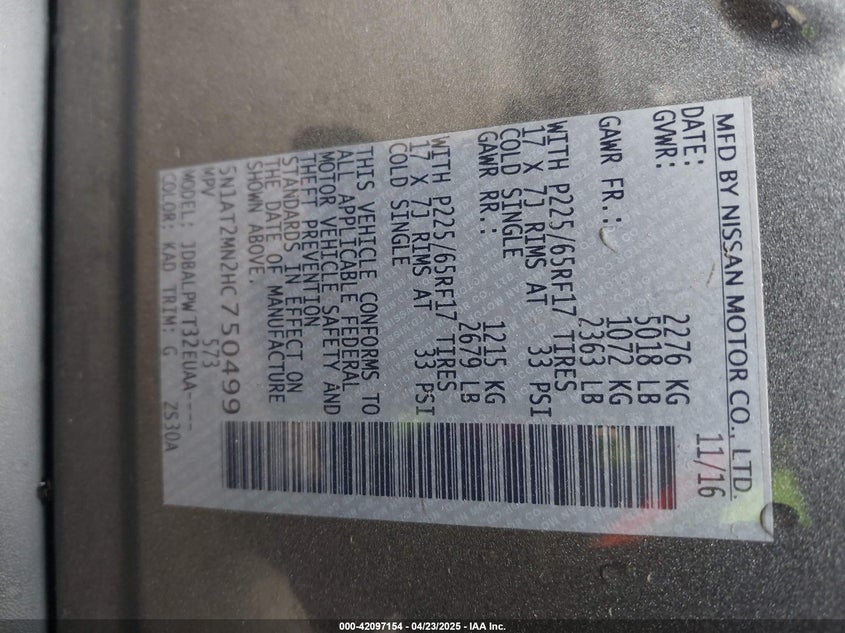 MFD BY NISSAN MOTOR CO., LTD.
DATE: 11/16
GVWR: 2276 KG
5018 LB
GAWR FR.: 1072 KG
2363 LB
WITH P225/65RF17 TIRES
17 X 7J RIMS AT 33 PSI
COLD SINGLE
GAWR RR.: 1215 KG
2679 LB
WITH P225/65RF17 TIRES
17 X 7J RIMS AT 33 PSI
COLD SINGLE
THIS VEHICLE CONFORMS TO
ALL APPLICABLE FEDERAL
MOTOR VEHICLE SAFETY AND
THEFT PREVENTION
STANDARDS IN EFFECT ON
THE DATE OF MANUFACTURE
SHOWN ABOVE.
5N1AT2MN2HC750499
MPV 573
MODEL: JDBALPWT32EUAA----
COLOR: KAD TRIM: G 2S30A
000-42097154 - 04/23/2025 - IAA Inc.